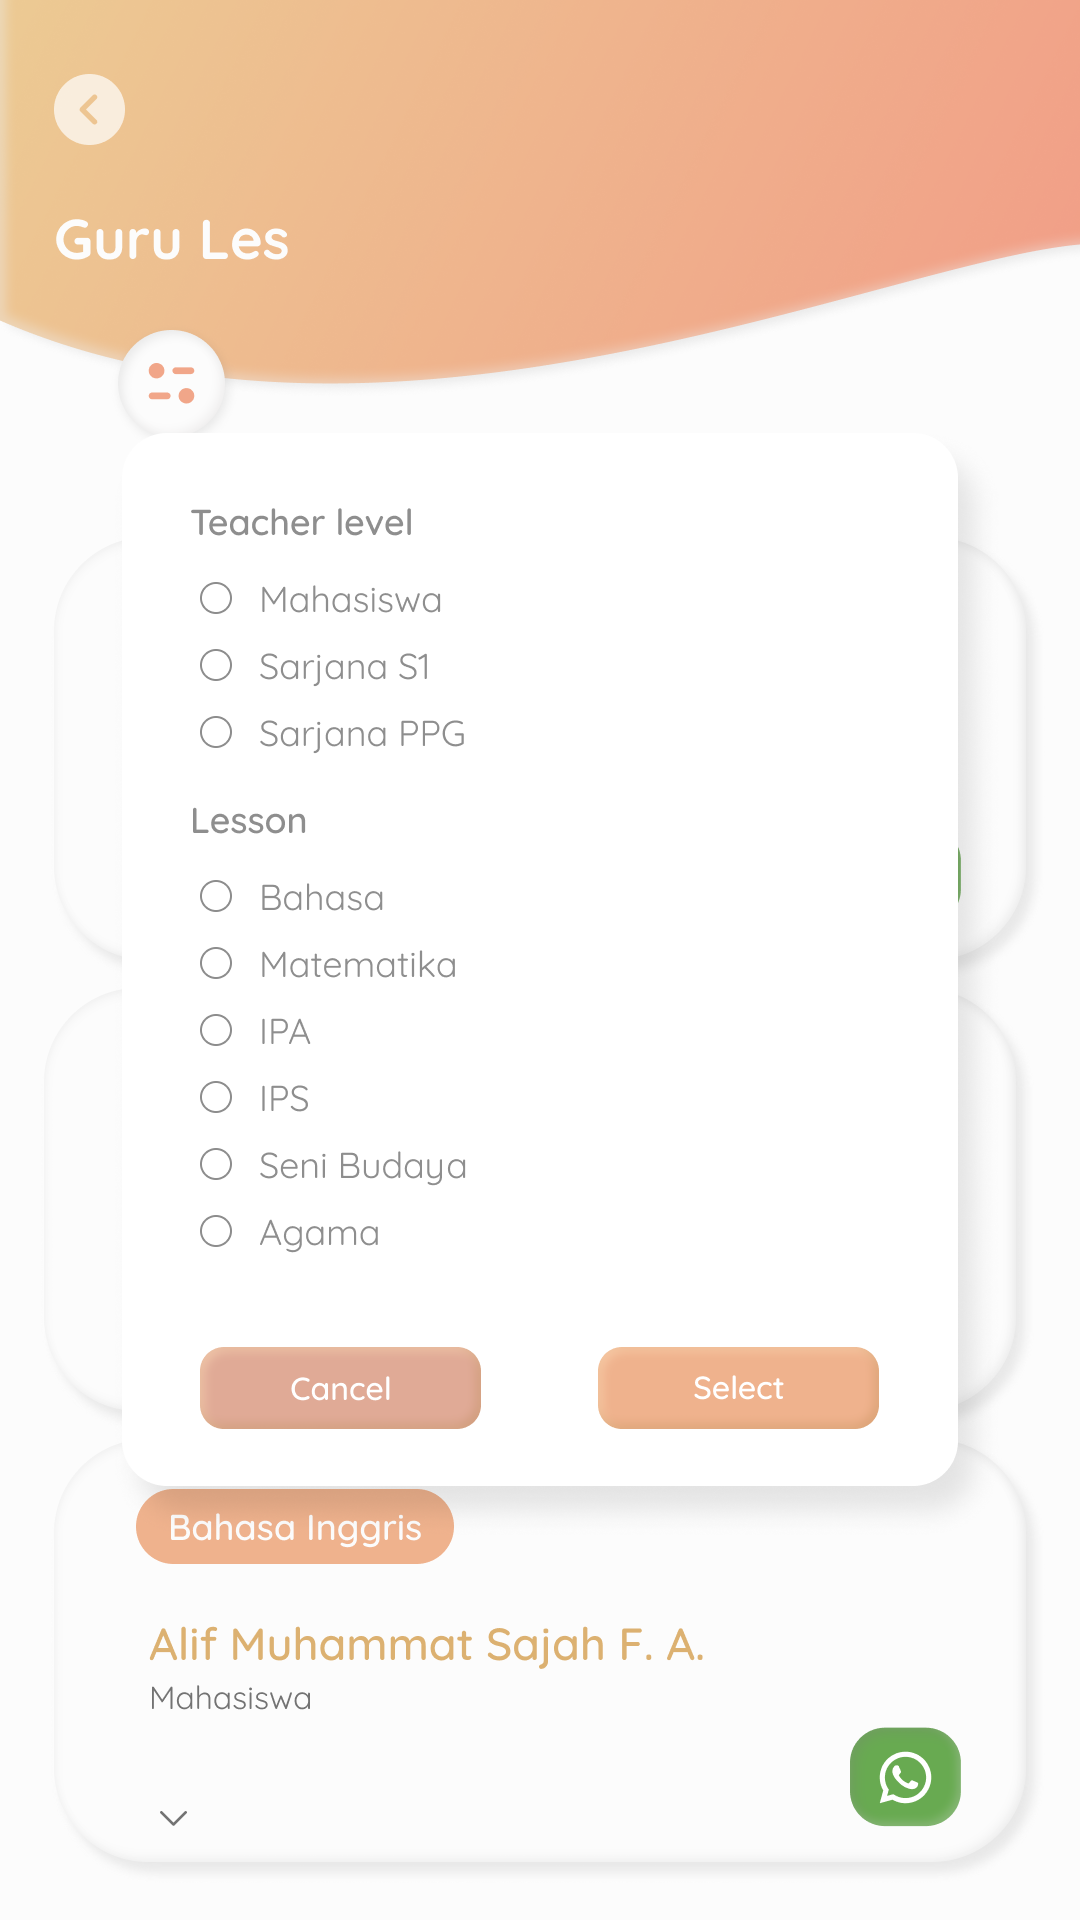 Guru Les
Teacher level
Mahasiswa
Sarjana S1
Sarjana PPG
Lesson
Bahasa
Matematika
IPA
IPS
Seni Budaya
Agama
Cancel
Select
Bahasa Inggris
Alif Muhammat Sajah F. A.
Mahasiswa